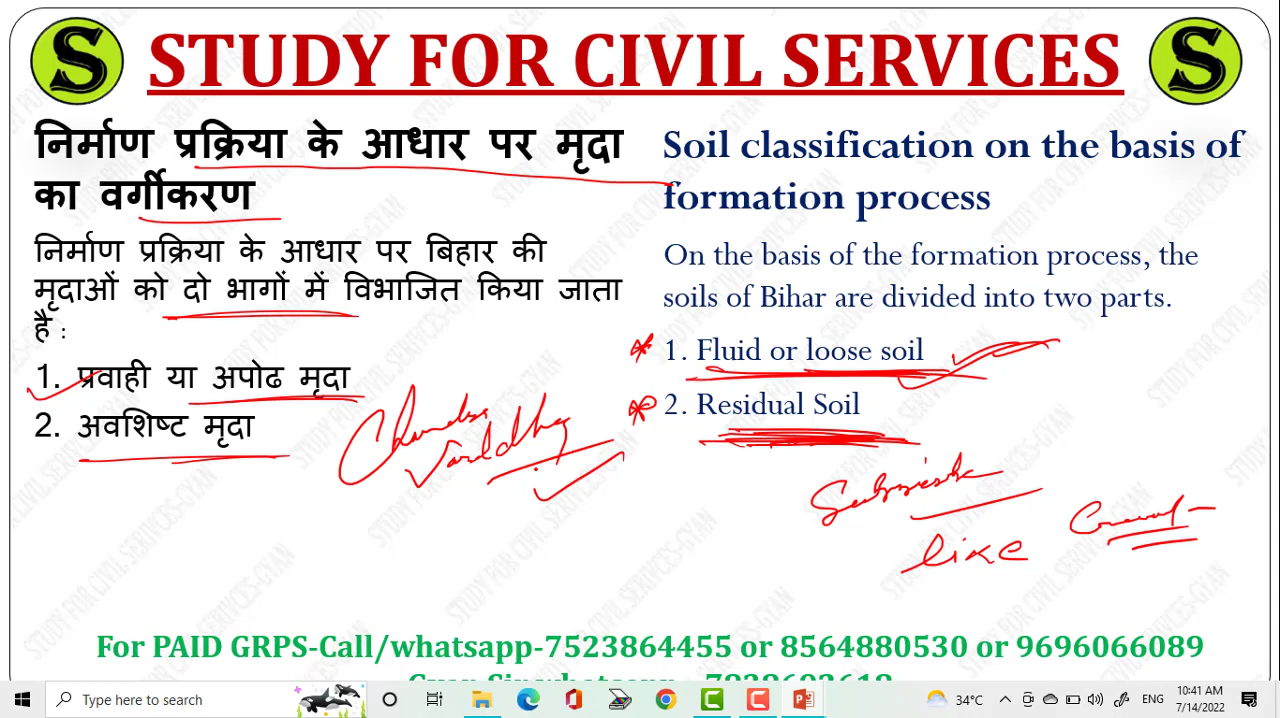 S STUDY FOR CIVIL SERVICES S
निर्माण प्रक्रिया के आधार पर मृदा
का वर्गीकरण
निर्माण प्रक्रिया के आधार पर बिहार की
मृदाओं को दो भागों में विभाजित किया जाता
है :
1. प्रवाही या अपोढ मृदा
2. अवशिष्ट मृदा
Soil classification on the basis of
formation process
On the basis of the formation process, the
soils of Bihar are divided into two parts.
1. Fluid or loose soil
2. Residual Soil
like
For PAID GRPS-Call/whatsapp-7523864455 or 8564880530 or 9696066089
Type here to search
34°C
ENG
10:41 AM
7/14/2022